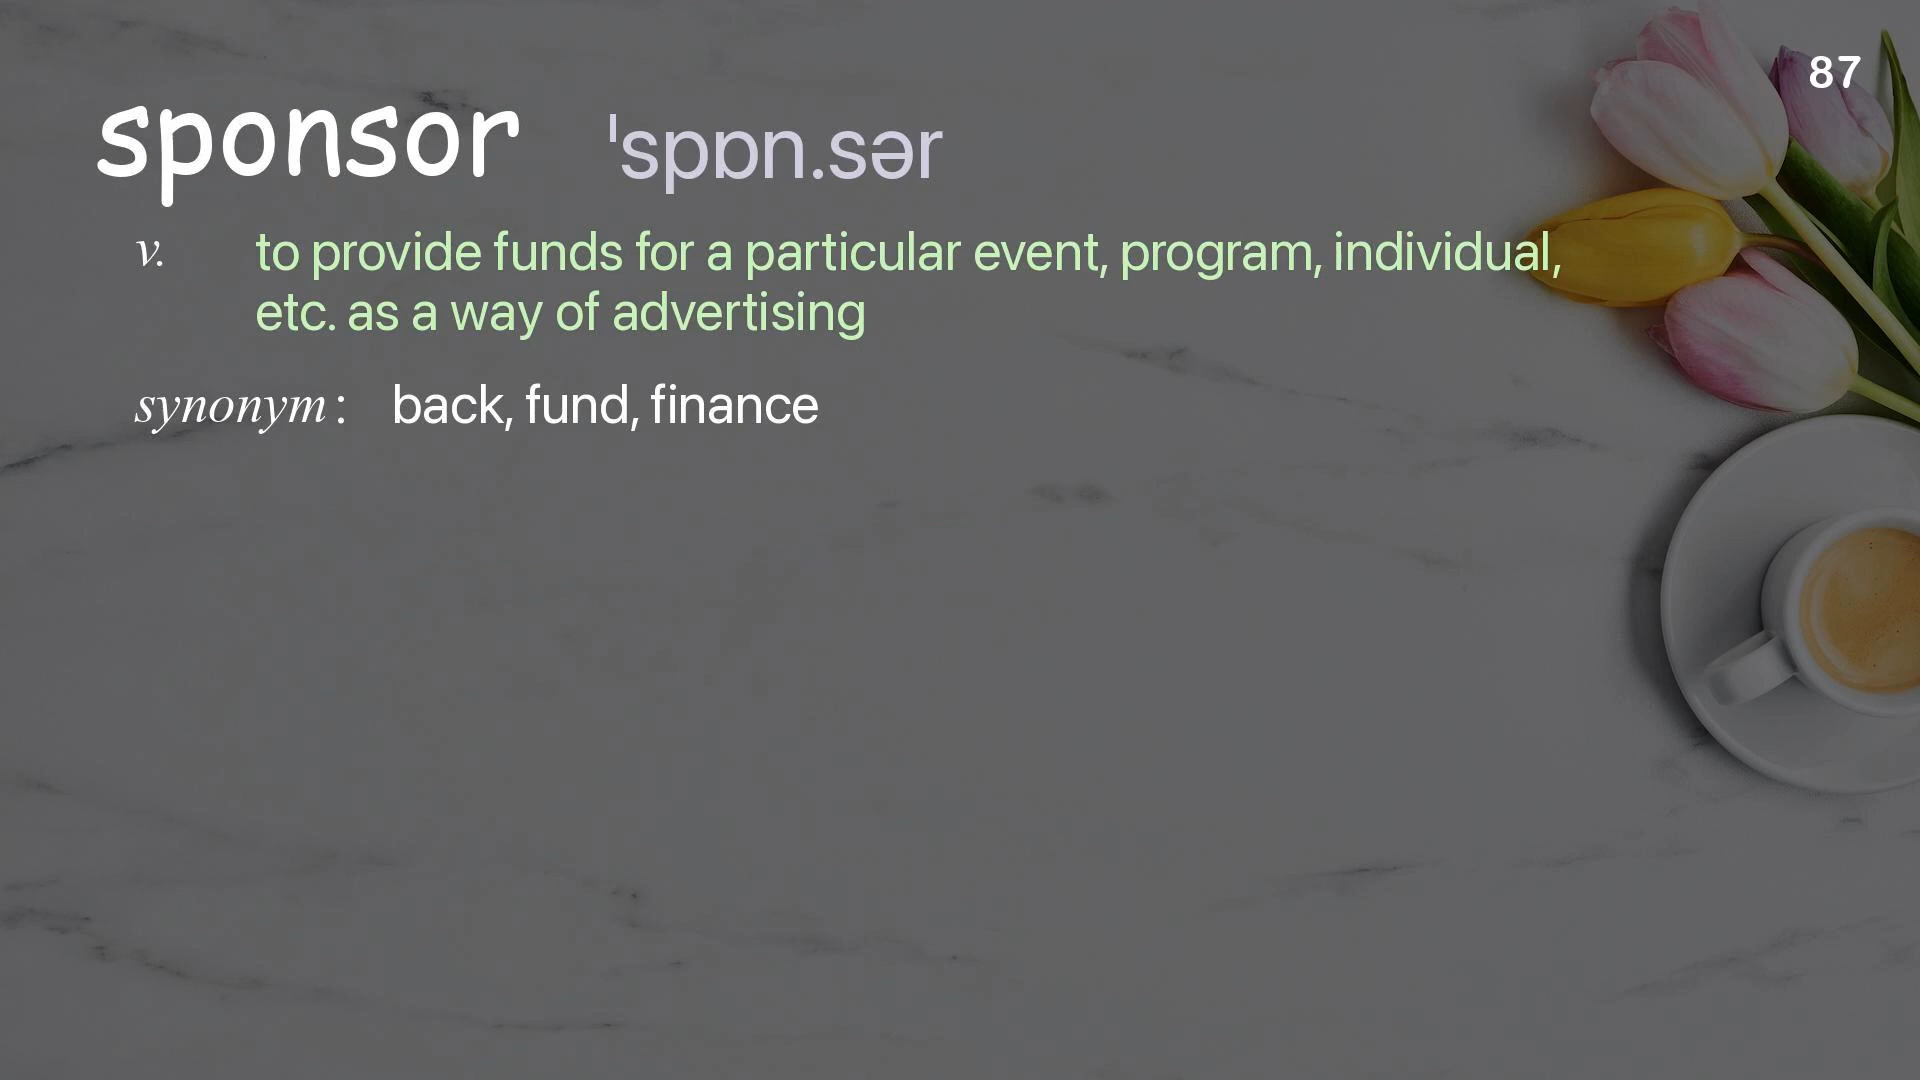 87
sponsor ˈspɒn.sər
v. to provide funds for a particular event, program, individual,
etc. as a way of advertising
synonym: back, fund, finance